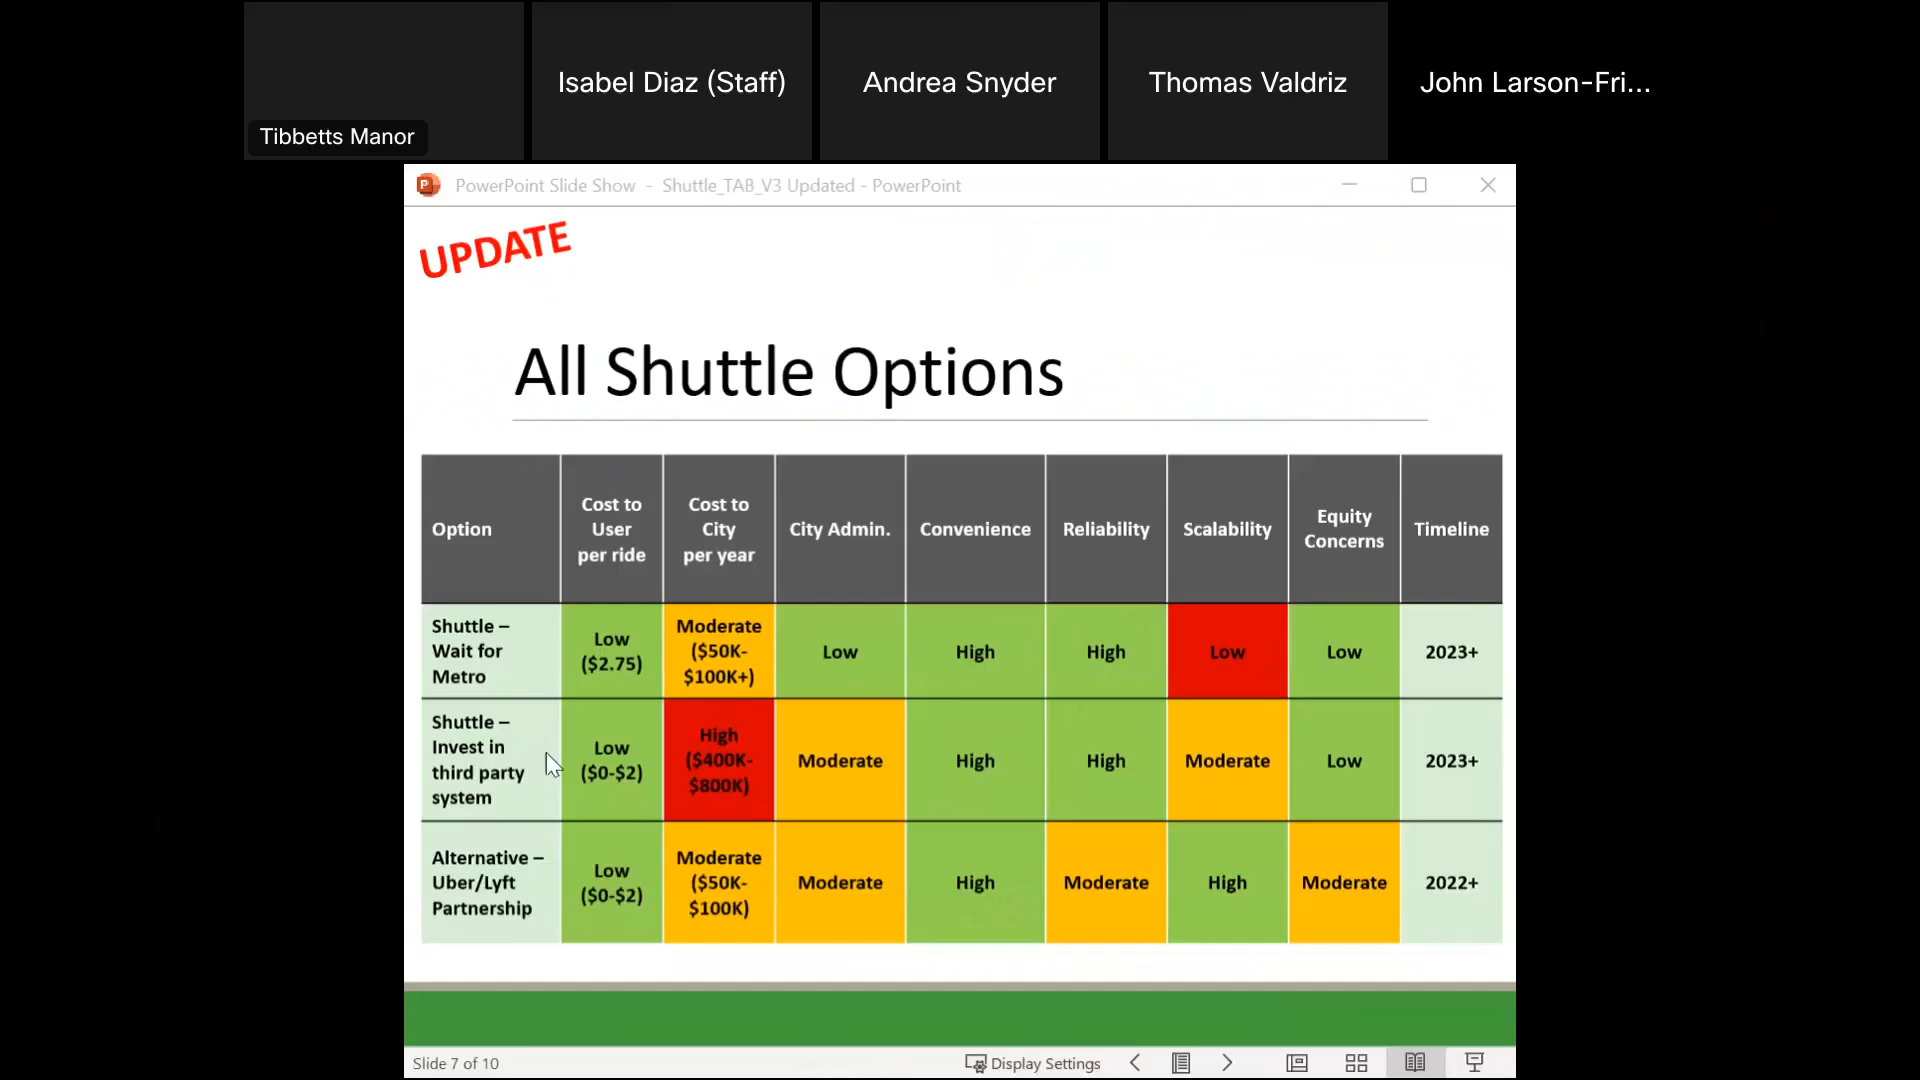 Tibbetts Manor
Isabel Diaz (Staff)
Andrea Snyder
Thomas Valdriz
John Larson-Fri...
PowerPoint Slide Show - Shuttle_TAB_V3 Updated - PowerPoint
UPDATE
All Shuttle Options
Option
Cost to
User
per ride
Cost to
City
per year
City Admin.
Convenience
Reliability
Scalability
Equity
Concerns
Timeline
Shuttle –
Wait for
Metro
Low
($2.75)
Moderate
($50K-
$100K+)
Low
High
High
Low
Low
2023+
Shuttle –
Invest in
third party
system
Low
($0-$2)
High
($400K-
$800K)
Moderate
High
High
Moderate
Low
2023+
Alternative –
Uber/Lyft
Partnership
Low
($0-$2)
Moderate
($50K-
$100K)
Moderate
High
Moderate
High
Moderate
2022+
Slide 7 of 10
Display Settings